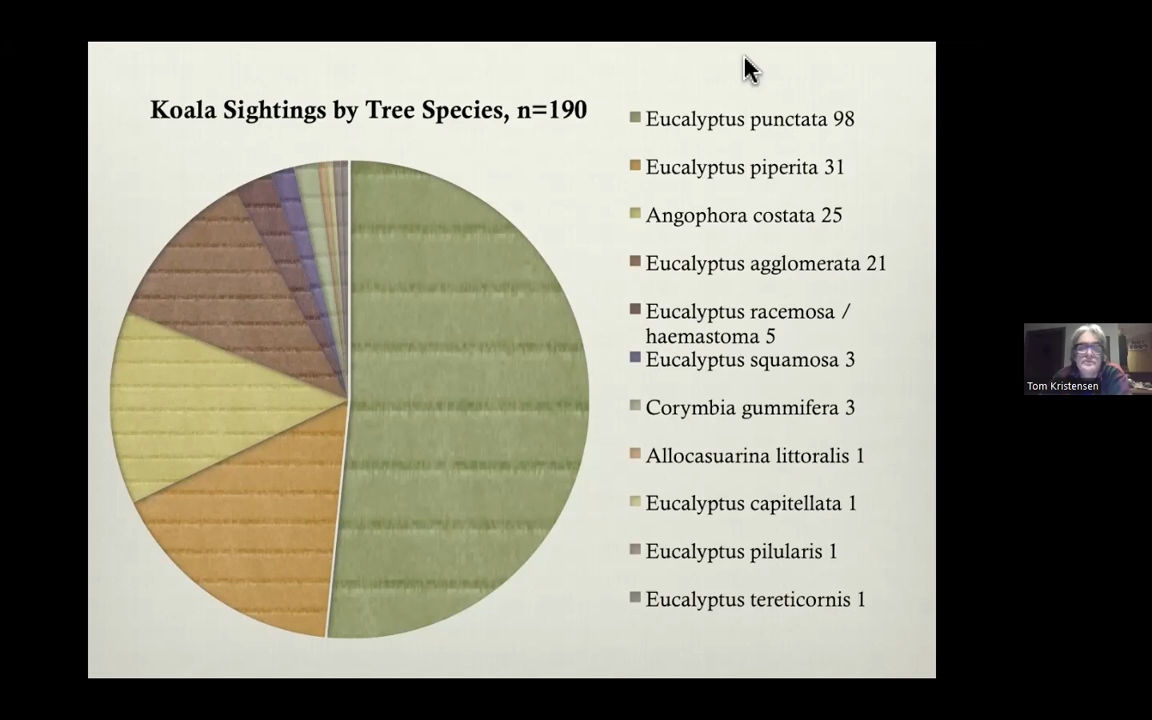 Koala Sightings by Tree Species, n=190
Eucalyptus punctata 98
Eucalyptus piperita 31
Angophora costata 25
Eucalyptus agglomerata 21
Eucalyptus racemosa /
haemastoma 5
Eucalyptus squamosa 3
Corymbia gummifera 3
Allocasuarina littoralis 1
Eucalyptus capitellata 1
Eucalyptus pilularis 1
Eucalyptus tereticornis 1
Tom Kristensen